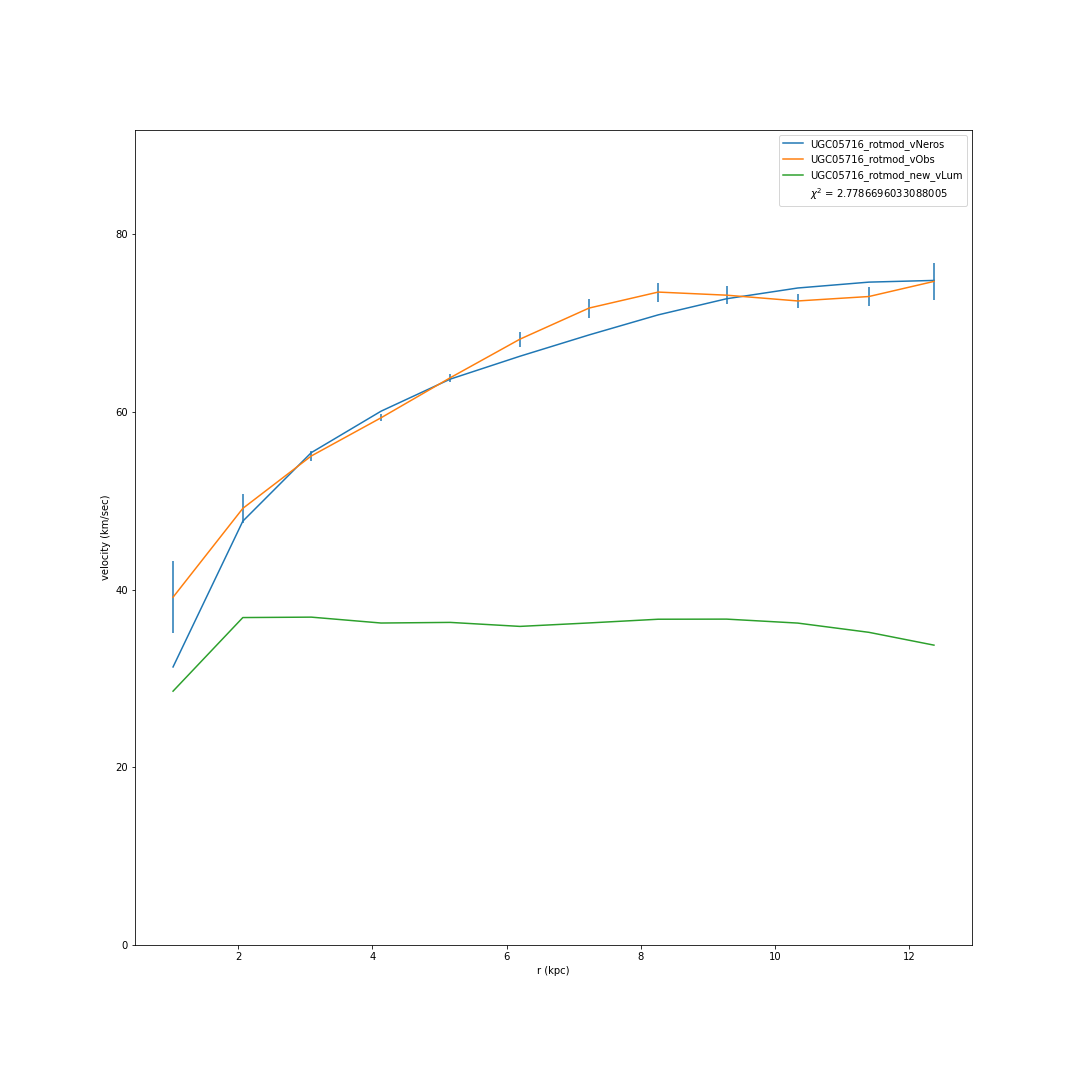 UGC05716_rotmod_vNeros
UGC05716_rotmod_vObs
UGC05716_rotmod_new_vLum
χ² = 2.7786696033088005
80
60
40
20
0
velocity (km/sec)
2 4 6 8 10 12
r (kpc)